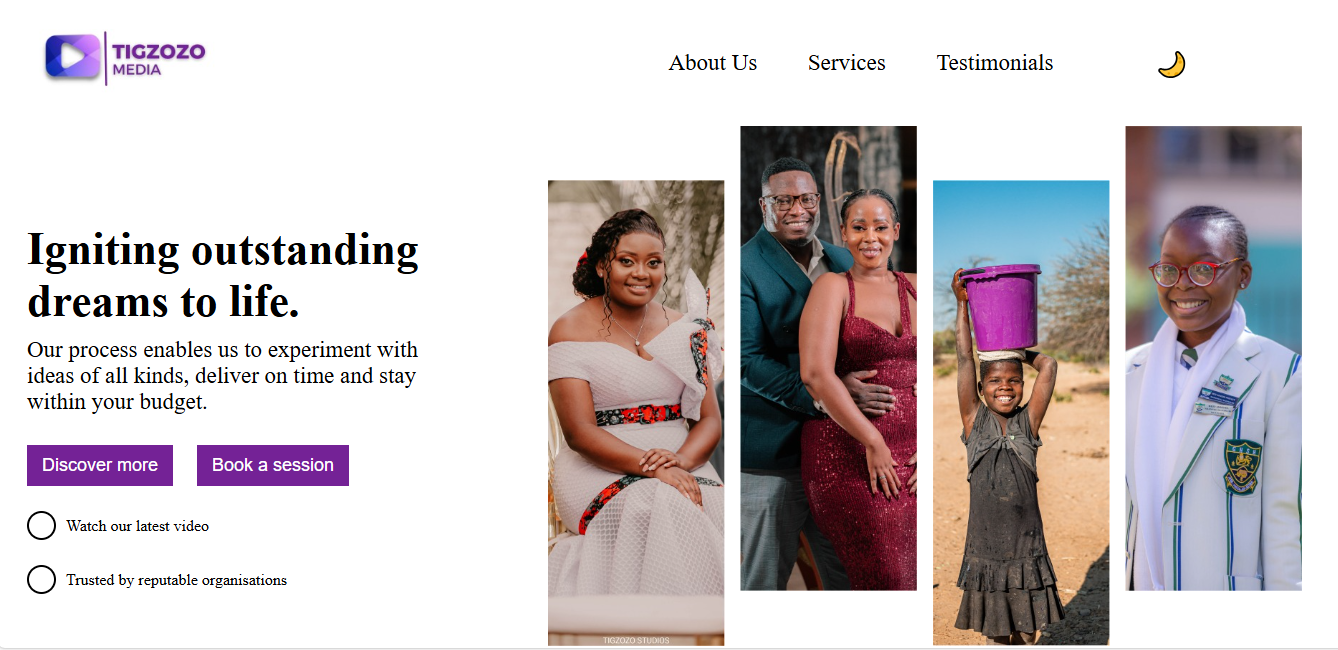 TIGZOZO
MEDIA
About Us
Services
Testimonials
Igniting outstanding
dreams to life.
Our process enables us to experiment with
ideas of all kinds, deliver on time and stay
within your budget.
Discover more
Book a session
Watch our latest video
Trusted by reputable organisations
TIGZOZO STUDIOS